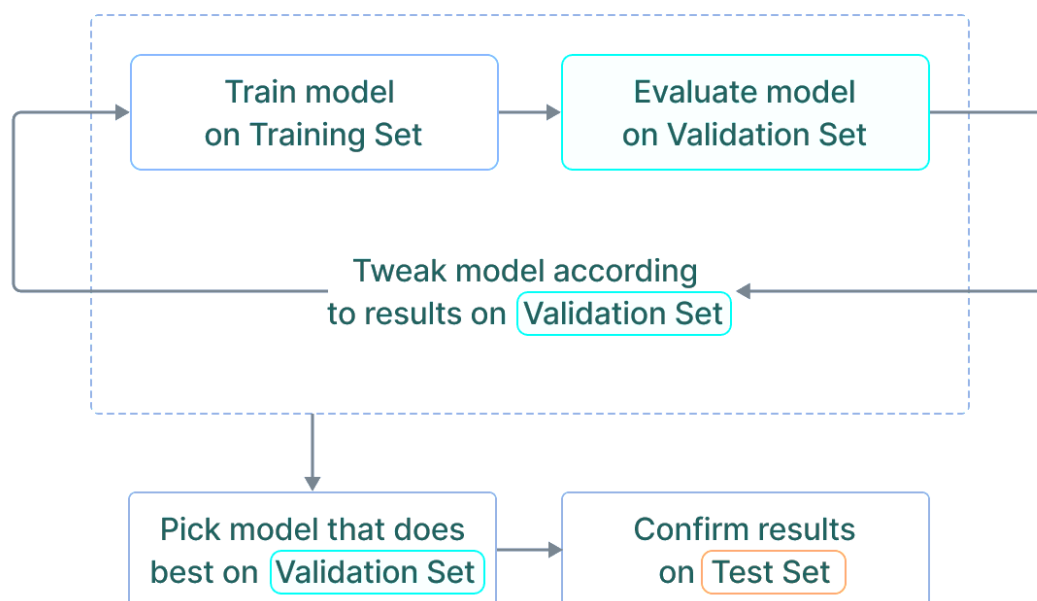 Train model
on Training Set
Evaluate model
on Validation Set
Tweak model according
to results on Validation Set
Pick model that does
best on Validation Set
Confirm results
on Test Set